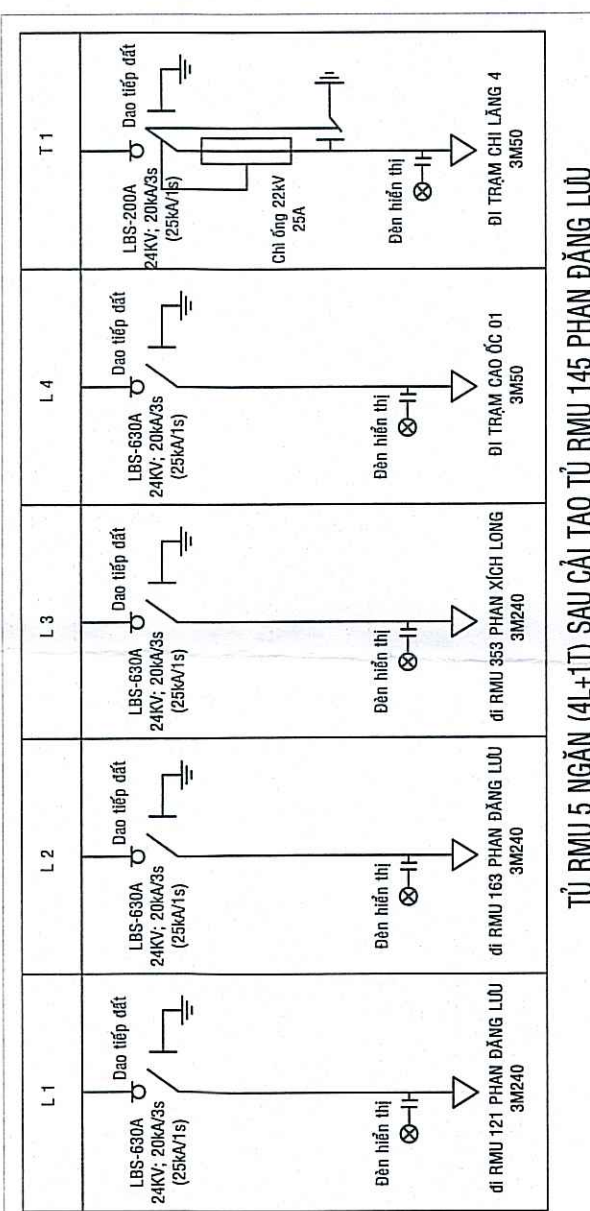 L 1
Dao tiếp đất
LBS-630A
24KV; 20kA/3s
(25kA/1s)
Đèn hiển thị
đi RMU 121 PHAN ĐĂNG LƯU
3M240
L 2
Dao tiếp đất
LBS-630A
24KV; 20kA/3s
(25kA/1s)
Đèn hiển thị
đi RMU 163 PHAN ĐĂNG LƯU
3M240
L 3
Dao tiếp đất
LBS-630A
24KV; 20kA/3s
(25kA/1s)
Đèn hiển thị
đi RMU 353 PHAN XÍCH LONG
3M240
L 4
Dao tiếp đất
LBS-630A
24KV; 20kA/3s
(25kA/1s)
Đèn hiển thị
ĐI TRẠM CAO ỐC 01
3M50
T 1
Dao tiếp đất
LBS-200A
24KV; 20kA/3s
(25kA/1s)
Chì ống 22kV
25A
Đèn hiển thị
ĐI TRẠM CHI LĂNG 4
3M50
TỦ RMU 5 NGĂN (4L+1T) SAU CẢI TẠO TỦ RMU 145 PHAN ĐĂNG LƯU